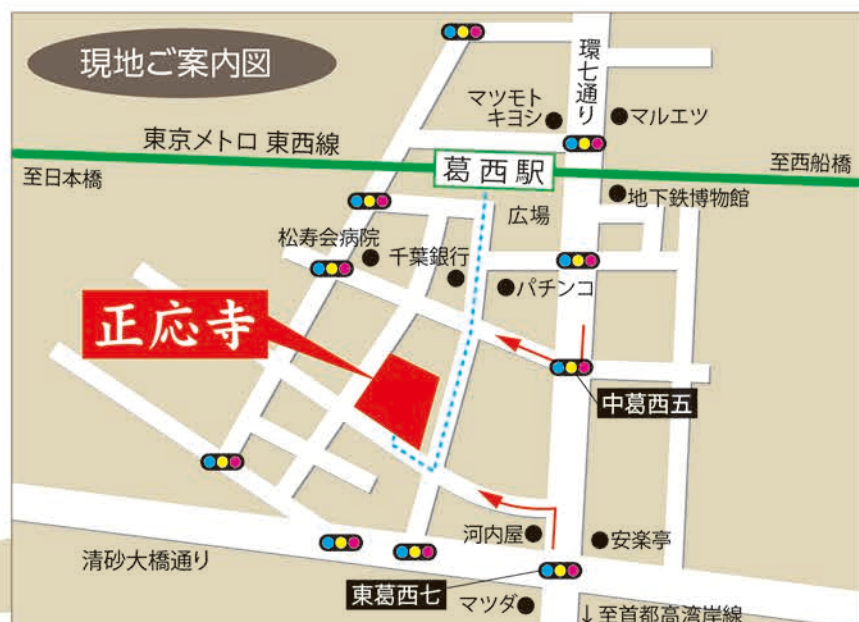 現地ご案内図
環七通り
マツモト
キヨシ
マルエツ
東京メトロ 東西線
至日本橋
葛西駅
至西船橋
広場
地下鉄博物館
松寿会病院
千葉銀行
パチンコ
正応寺
中葛西五
河内屋
安楽亭
清砂大橋通り
東葛西七
マツダ
↓至首都高湾岸線